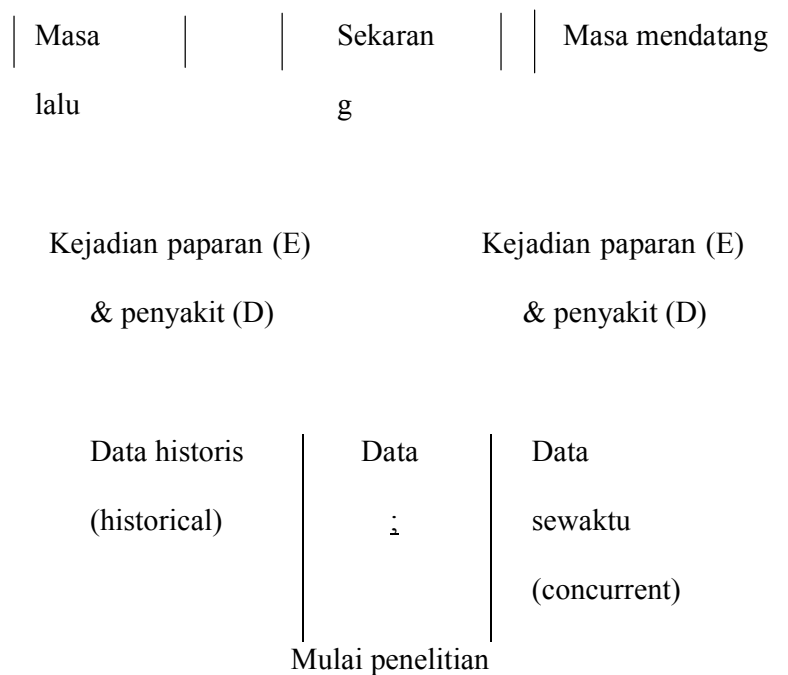 Masa Sekaran Masa mendatang
lalu g
Kejadian paparan (E) Kejadian paparan (E)
& penyakit (D) & penyakit (D)
Data historis Data Data
(historical) ; sewaktu
(concurrent)
Mulai penelitian